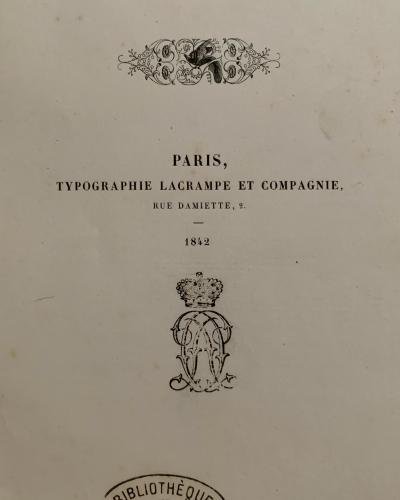 PARIS,
TYPOGRAPHIE LACRAMPE ET COMPAGNIE,
RUE DAMIETTE, 2.
—
1842
BIBLIOTHÈQUE